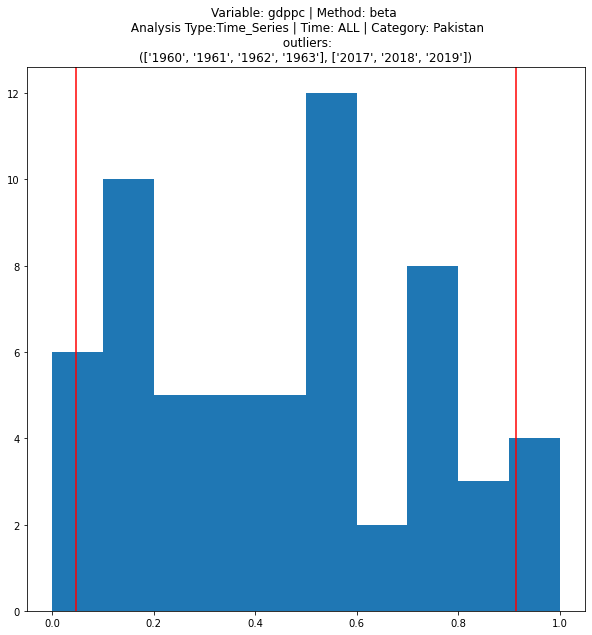 Variable: gdppc | Method: beta
Analysis Type:Time_Series | Time: ALL | Category: Pakistan
outliers:
(['1960', '1961', '1962', '1963'], ['2017', '2018', '2019'])
12
10
8
6
4
2
0
0.0 0.2 0.4 0.6 0.8 1.0